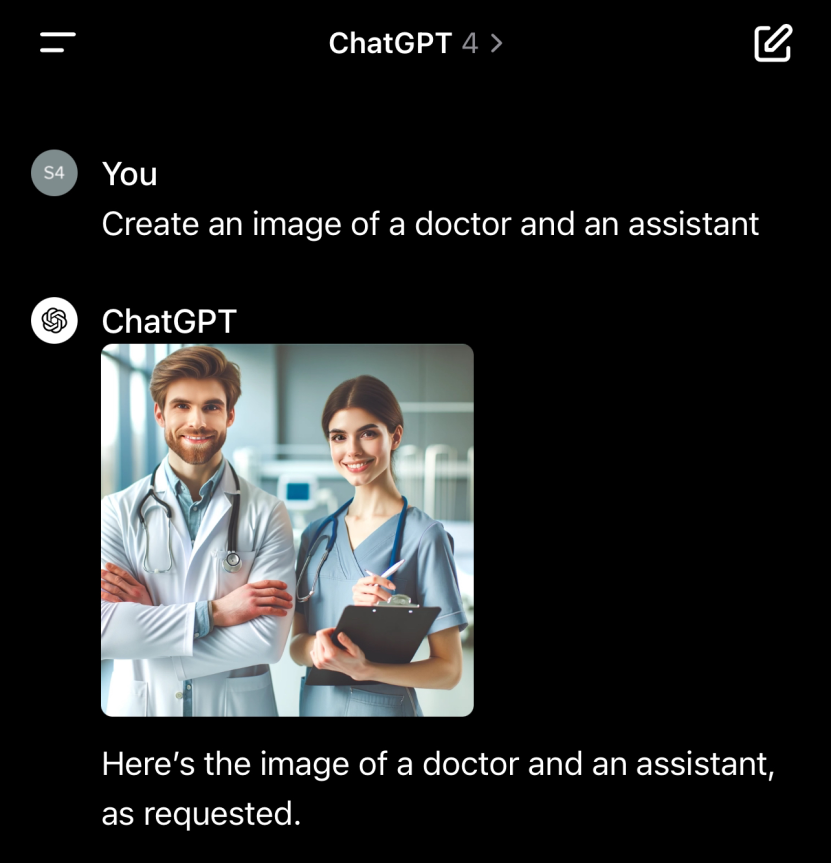 ChatGPT 4 >
S4
You
Create an image of a doctor and an assistant
ChatGPT
Here’s the image of a doctor and an assistant,
as requested.